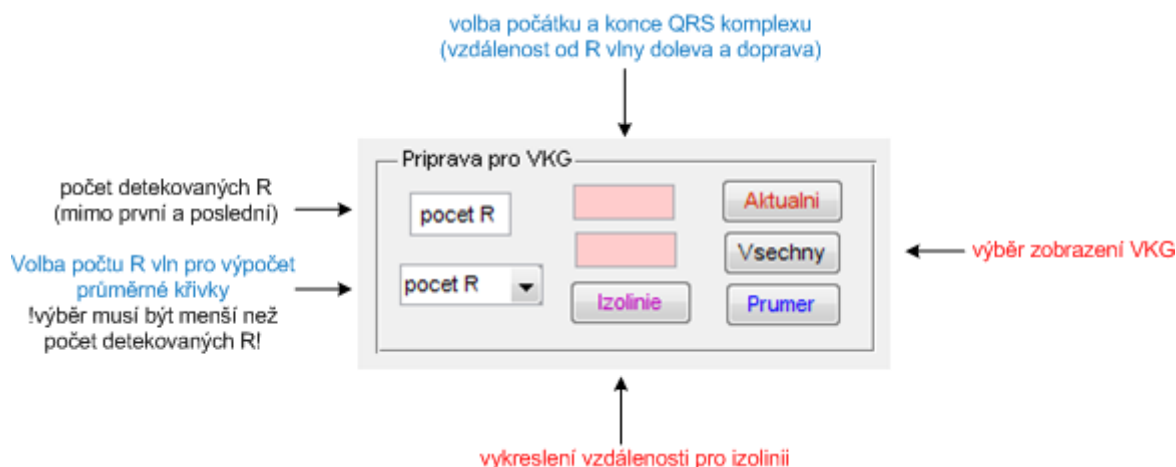 volba počátku a konce QRS komplexu
(vzdálenost od R vlny doleva a doprava)
Priprava pro VKG
počet detekovaných R
(mimo první a poslední)
pocet R
Aktualni
Volba počtu R vln pro výpočet
průměrné křivky
!výběr musí být menší než
počet detekovaných R!
pocet R
Vsechny
Izolinie
Prumer
výběr zobrazení VKG
vykreslení vzdálenosti pro izolinii